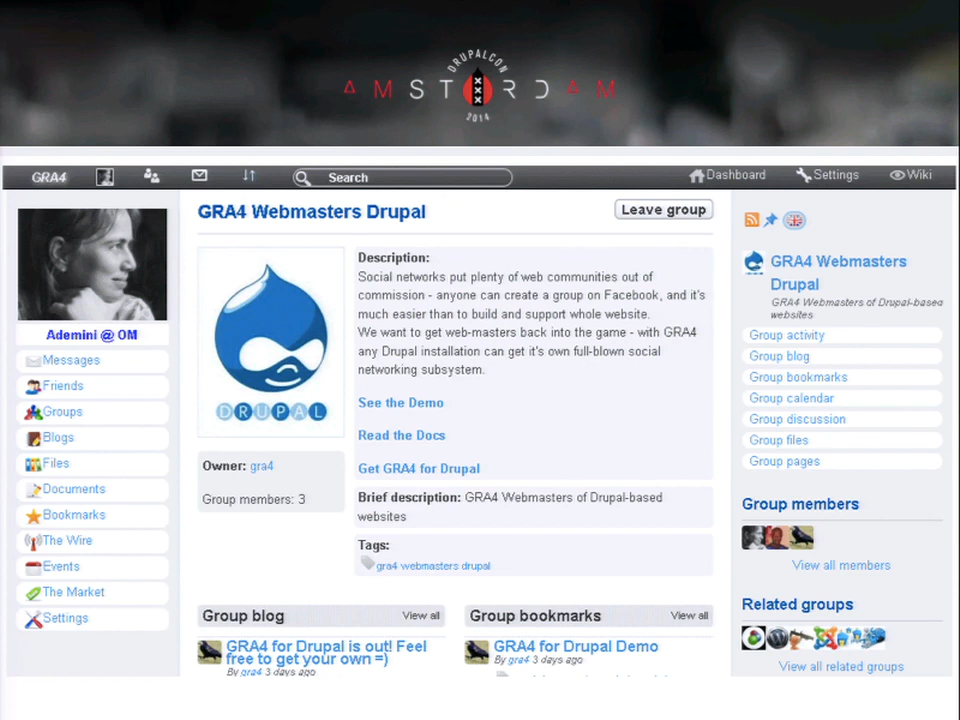 DRUPALCON
AMSTERDAM
2014
GRA4
Search
Dashboard
Settings
Wiki
Ademini @ OM
Messages
Friends
Groups
Blogs
Files
Documents
Bookmarks
The Wire
Events
The Market
Settings
GRA4 Webmasters Drupal
Leave group
DRUPAL
Owner: gra4
Group members: 3
Description:
Social networks put plenty of web communities out of
commission - anyone can create a group on Facebook, and it's
much easier than to build and support whole website.
We want to get web-masters back into the game - with GRA4
any Drupal installation can get it's own full-blown social
networking subsystem.
See the Demo
Read the Docs
Get GRA4 for Drupal
Brief description: GRA4 Webmasters of Drupal-based
websites
Tags:
gra4 webmasters drupal
Group blog
View all
GRA4 for Drupal is out! Feel
free to get your own =)
By gra4 3 days ago
Group bookmarks
View all
GRA4 for Drupal Demo
By gra4 3 days ago
GRA4 Webmasters
Drupal
GRA4 Webmasters of Drupal-based
websites
Group activity
Group blog
Group bookmarks
Group calendar
Group discussion
Group files
Group pages
Group members
View all members
Related groups
View all related groups